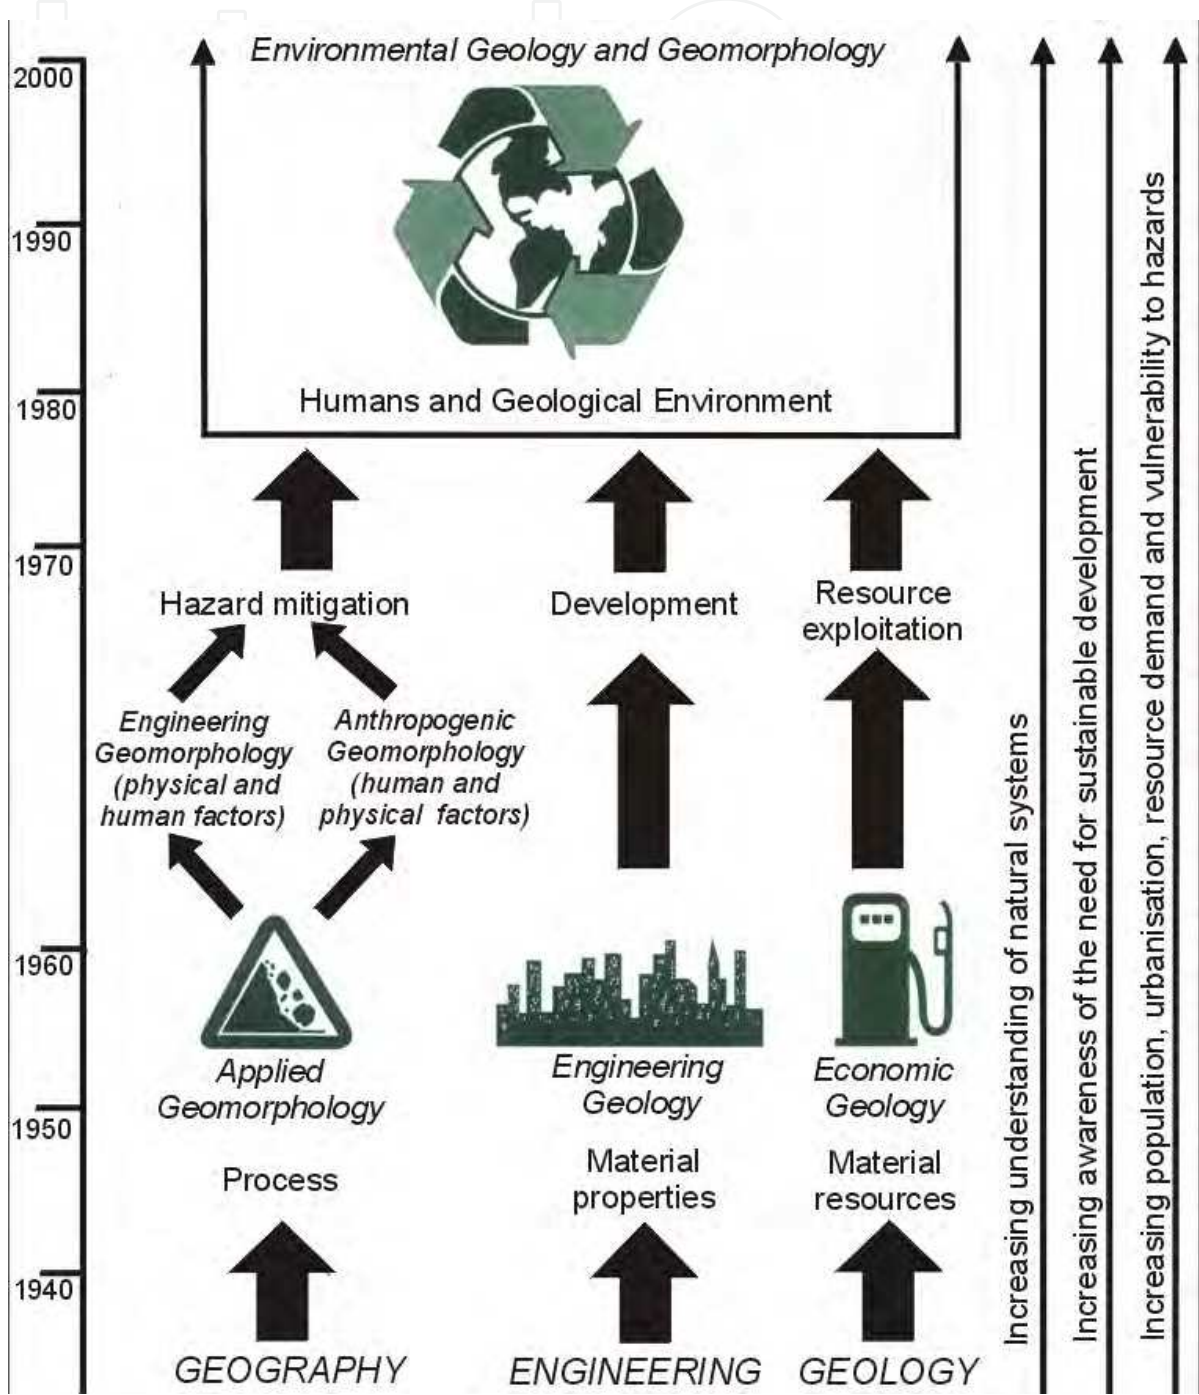 Environmental Geology and Geomorphology
2000
1990
1980
1970
1960
1950
1940
Humans and Geological Environment
Hazard mitigation
Development
Resource
exploitation
Engineering
Geomorphology
(physical and
human factors)
Anthropogenic
Geomorphology
(human and
physical factors)
Applied
Geomorphology
Engineering
Geology
Economic
Geology
Process
Material
properties
Material
resources
GEOGRAPHY
ENGINEERING
GEOLOGY
Increasing understanding of natural systems
Increasing awareness of the need for sustainable development
Increasing population, urbanisation, resource demand and vulnerability to hazards